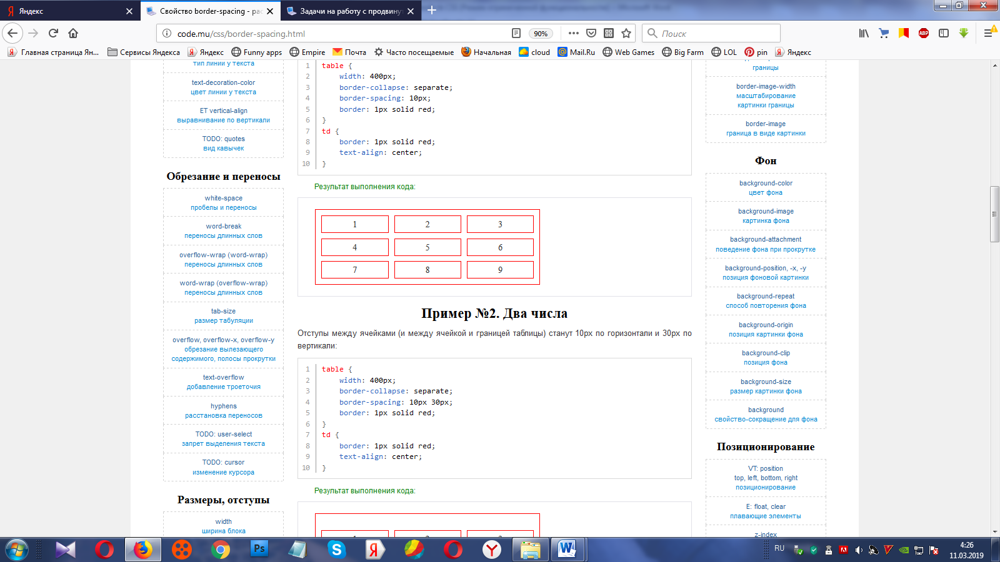 Яндекс
Свойство border-spacing - рас
Задачи на работу с продвинут
code.mu/css/border-spacing.html
90%
Поиск
Главная страница Ян...
Сервисы Яндекса
Яндекс
Funny apps
Empire
Почта
Часто посещаемые
Начальная
cloud
Mail.Ru
Web Games
Big Farm
LOL
pin
Яндекс
тип линии у текста
text-decoration-color
цвет линии у текста
ET vertical-align
выравнивание по вертикали
TODO: quotes
вид кавычек
Обрезание и переносы
white-space
пробелы и переносы
word-break
переносы длинных слов
overflow-wrap (word-wrap)
переносы длинных слов
word-wrap (overflow-wrap)
переносы длинных слов
tab-size
размер табуляции
overflow, overflow-x, overflow-y
обрезание вылезающего
содержимого, полосы прокрутки
text-overflow
добавление троеточия
hyphens
расстановка переносов
TODO: user-select
запрет выделения текста
TODO: cursor
изменение курсора
Размеры, отступы
width
ширина блока
1 table {
2 width: 400px;
3 border-collapse: separate;
4 border-spacing: 10px;
5 border: 1px solid red;
6 }
7 td {
8 border: 1px solid red;
9 text-align: center;
10 }
Результат выполнения кода:
1 2 3
4 5 6
7 8 9
Пример №2. Два числа
Отступы между ячейками (и между ячейкой и границей таблицы) станут 10px по горизонтали и 30px по
вертикали:
1 table {
2 width: 400px;
3 border-collapse: separate;
4 border-spacing: 10px 30px;
5 border: 1px solid red;
6 }
7 td {
8 border: 1px solid red;
9 text-align: center;
10 }
Результат выполнения кода:
границы
border-image-width
масштабирование
картинки границы
border-image
граница в виде картинки
Фон
background-color
цвет фона
background-image
картинка фона
background-attachment
поведение фона при прокрутке
background-position, -x, -y
позиция фоновой картинки
background-repeat
способ повторения фона
background-origin
позиция картинки фона
background-clip
позиция фона
background-size
размер картинки фона
background
свойство-сокращение для фона
Позиционирование
VT: position
top, left, bottom, right
позиционирование
E: float, clear
плавающие элементы
z-index
RU
4:26
11.03.2019